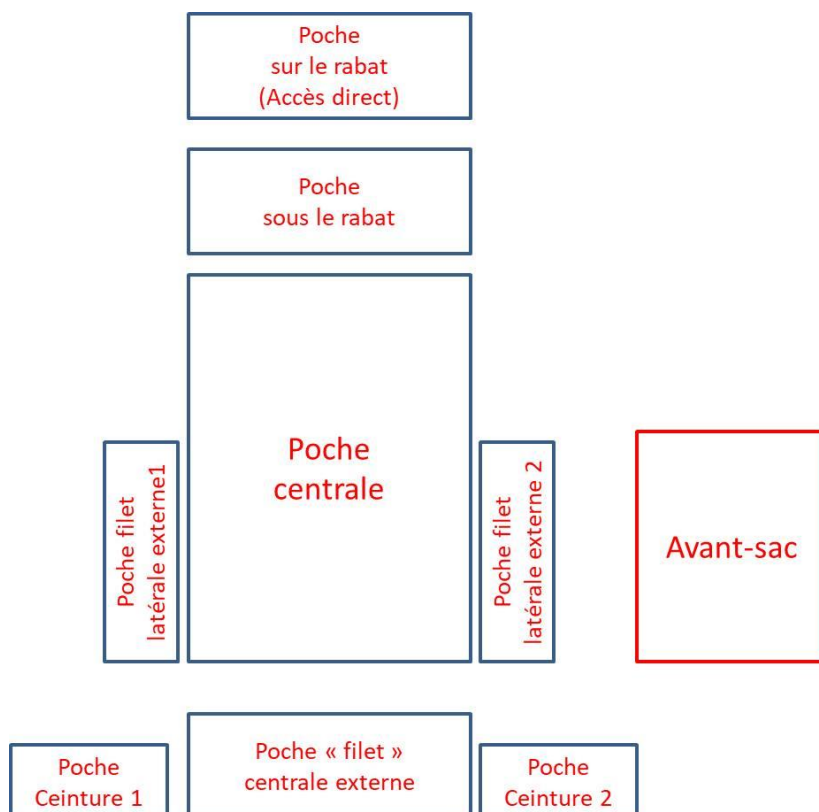 Poche
sur le rabat
(Accès direct)
Poche
sous le rabat
Poche
centrale
Poche filet
latérale externe1
Poche filet
latérale externe 2
Avant-sac
Poche « filet »
centrale externe
Poche
Ceinture 1
Poche
Ceinture 2